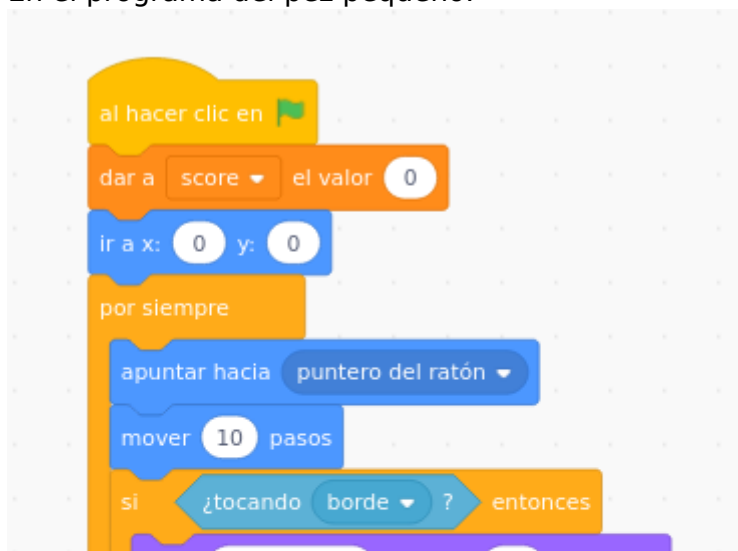 En el programa del pez pequeño:
al hacer clic en
dar a score el valor 0
ir a x: 0 y: 0
por siempre
apuntar hacia puntero del ratón
mover 10 pasos
si ¿tocando borde ? entonces